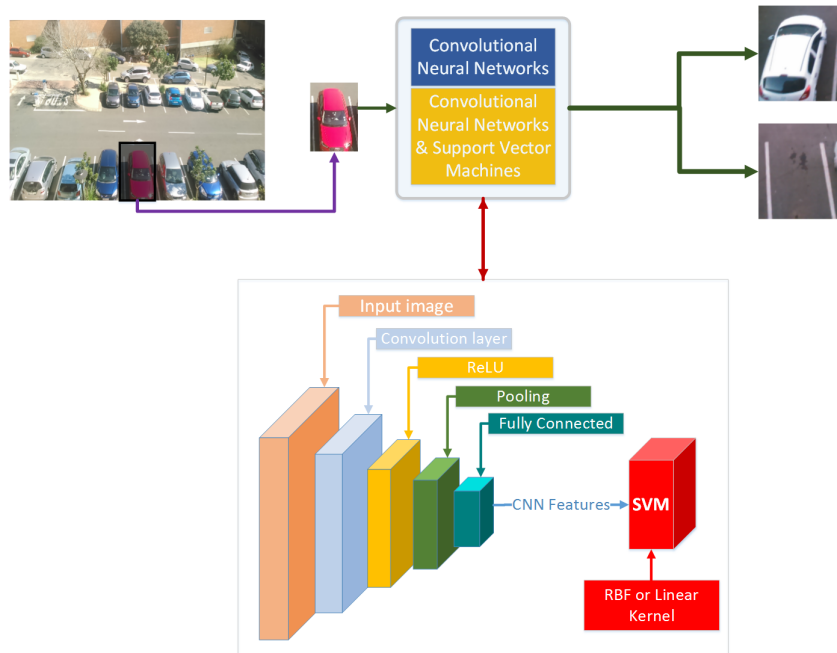 Convolutional
Neural Networks
Convolutional
Neural Networks
& Support Vector
Machines
Input image
Convolution layer
ReLU
Pooling
Fully Connected
CNN Features
SVM
RBF or Linear
Kernel